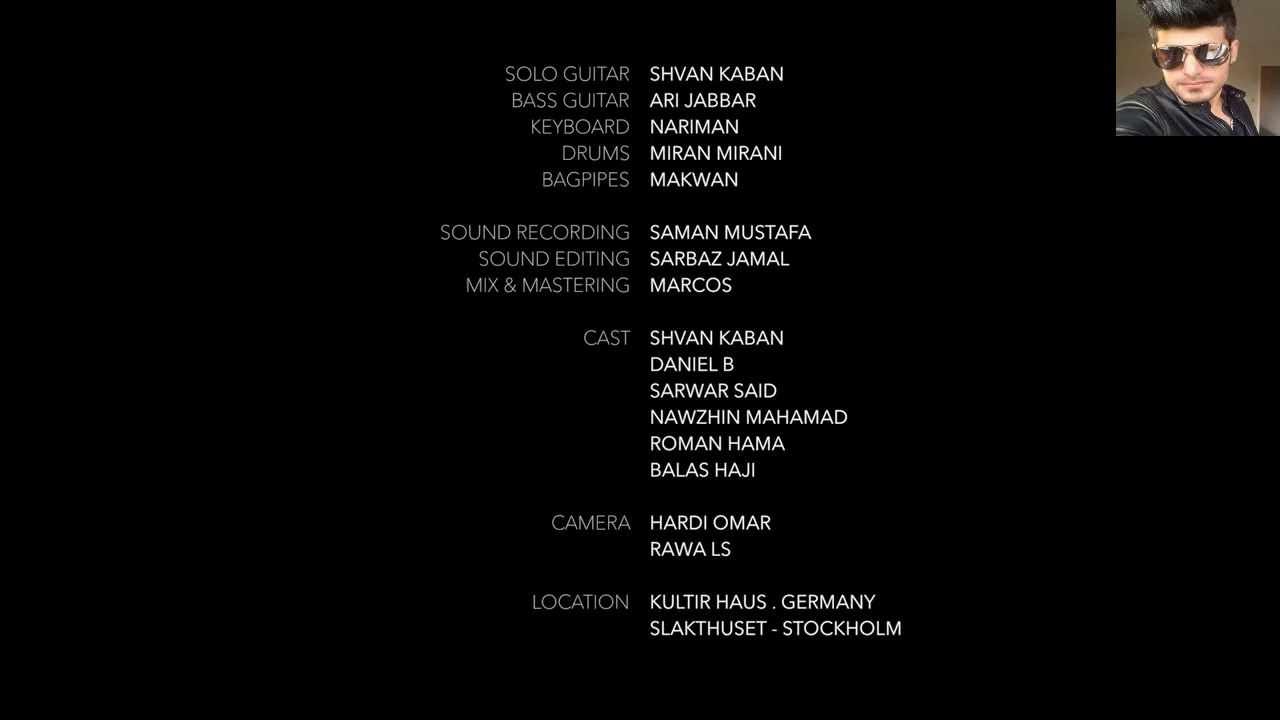 SOLO GUITAR SHVAN KABAN
BASS GUITAR ARI JABBAR
KEYBOARD NARIMAN
DRUMS MIRAN MIRANI
BAGPIPES MAKWAN
SOUND RECORDING SAMAN MUSTAFA
SOUND EDITING SARBAZ JAMAL
MIX & MASTERING MARCOS
CAST SHVAN KABAN
DANIEL B
SARWAR SAID
NAWZHIN MAHAMAD
ROMAN HAMA
BALAS HAJI
CAMERA HARDI OMAR
RAWA LS
LOCATION KULTIR HAUS . GERMANY
SLAKTHUSET - STOCKHOLM